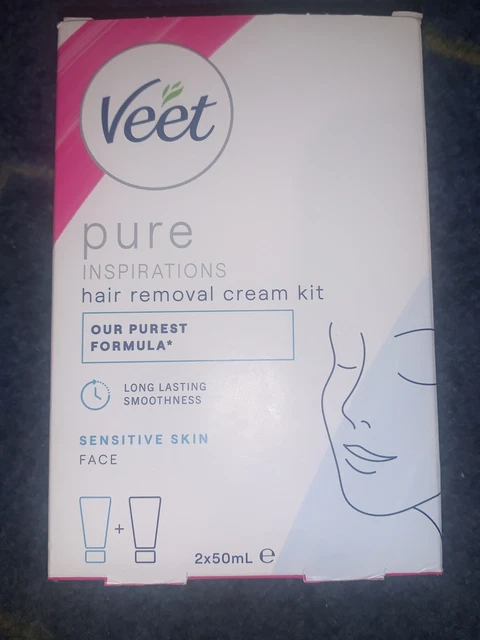 Veet
pure
INSPIRATIONS
hair removal cream kit
OUR PUREST
FORMULA*
LONG LASTING
SMOOTHNESS
SENSITIVE SKIN
FACE
+
2x50mL ℮